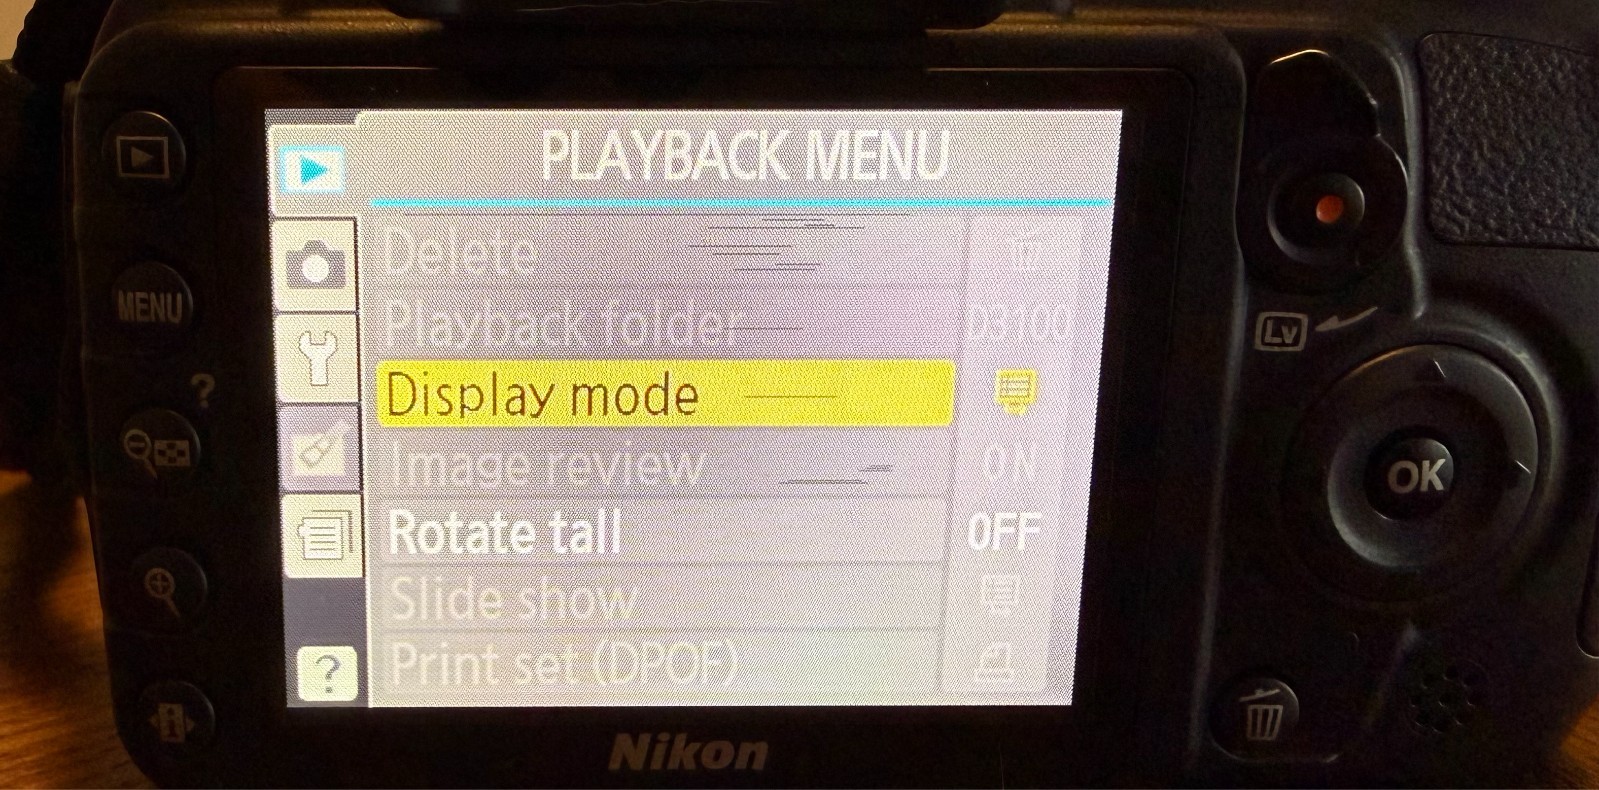 PLAYBACK MENU
Delete
Playback folder D3100
Display mode
Image review ON
Rotate tall OFF
Slide show
Print set (DPOF)
?
MENU
?
Lv
OK
Nikon